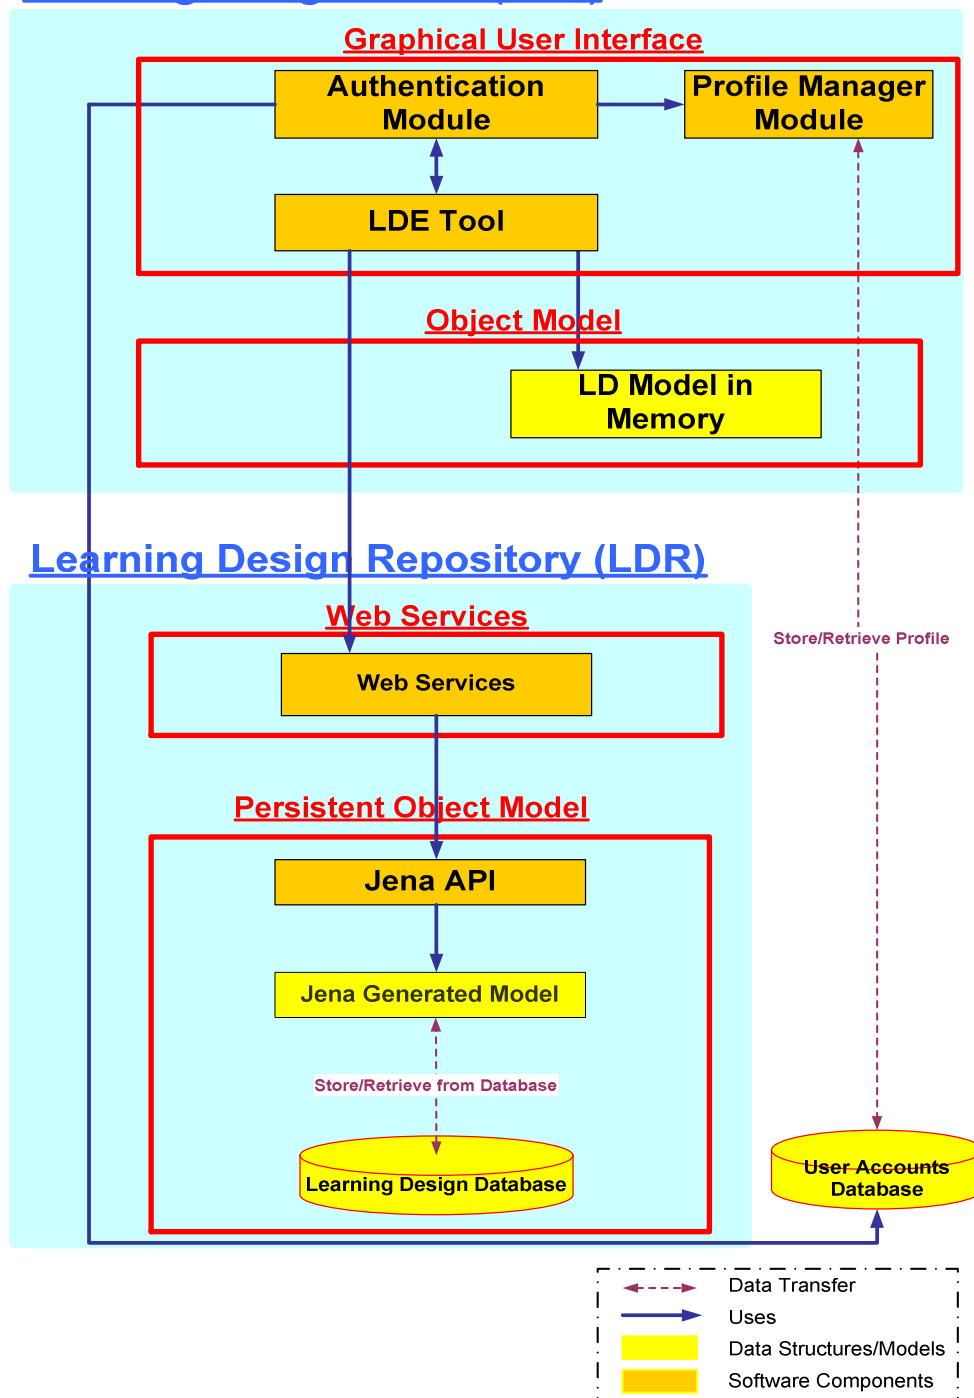 Graphical User Interface
Authentication
Module
Profile Manager
Module
LDE Tool
Object Model
LD Model in
Memory
Learning Design Repository (LDR)
Web Services
Store/Retrieve Profile
Web Services
Persistent Object Model
Jena API
Jena Generated Model
Store/Retrieve from Database
Learning Design Database
User Accounts
Database
Data Transfer
Uses
Data Structures/Models
Software Components